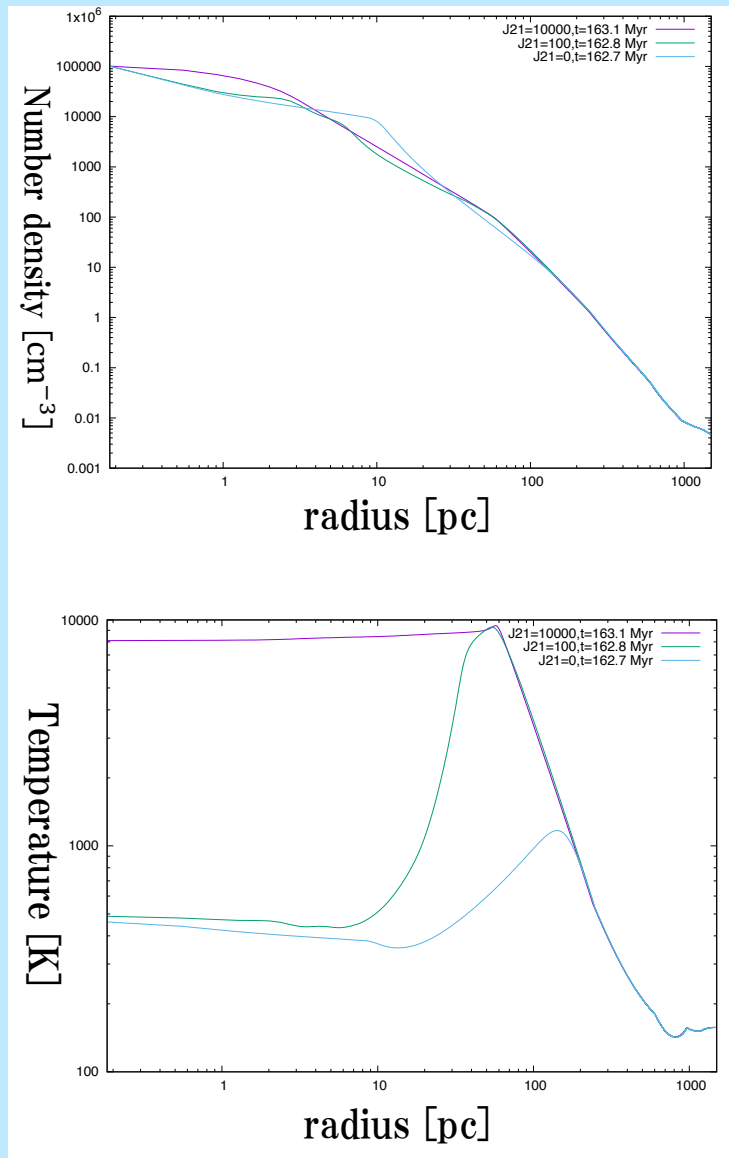 J21=10000,t=163.1 Myr
J21=100,t=162.8 Myr
J21=0,t=162.7 Myr
Number density [cm⁻³]
10⁶
100000
10000
1000
100
10
1
0.1
0.01
0.001
1
10
100
1000
radius [pc]
J21=10000,t=163.1 Myr
J21=100,t=162.8 Myr
J21=0,t=162.7 Myr
Temperature [K]
10000
1000
100
1
10
100
1000
radius [pc]